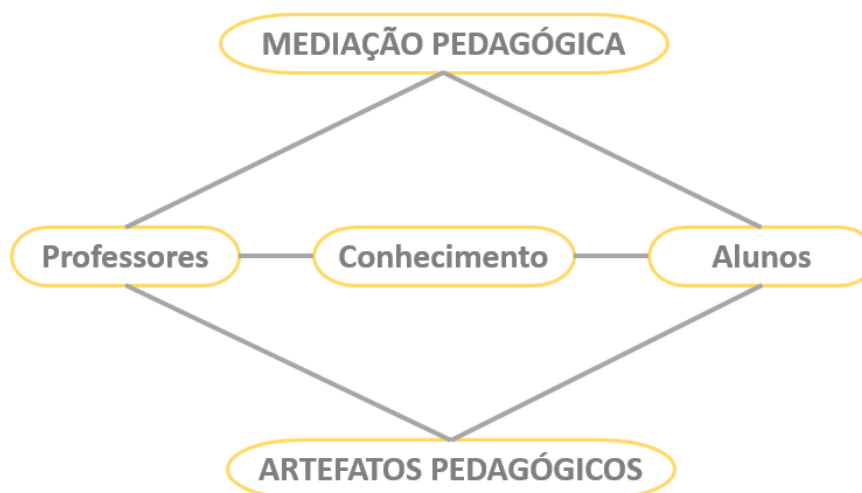 MEDIAÇÃO PEDAGÓGICA
Professores
Conhecimento
Alunos
ARTEFATOS PEDAGÓGICOS